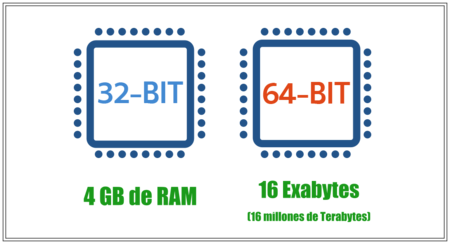 32-BIT
64-BIT
4 GB de RAM
16 Exabytes
(16 millones de Terabytes)